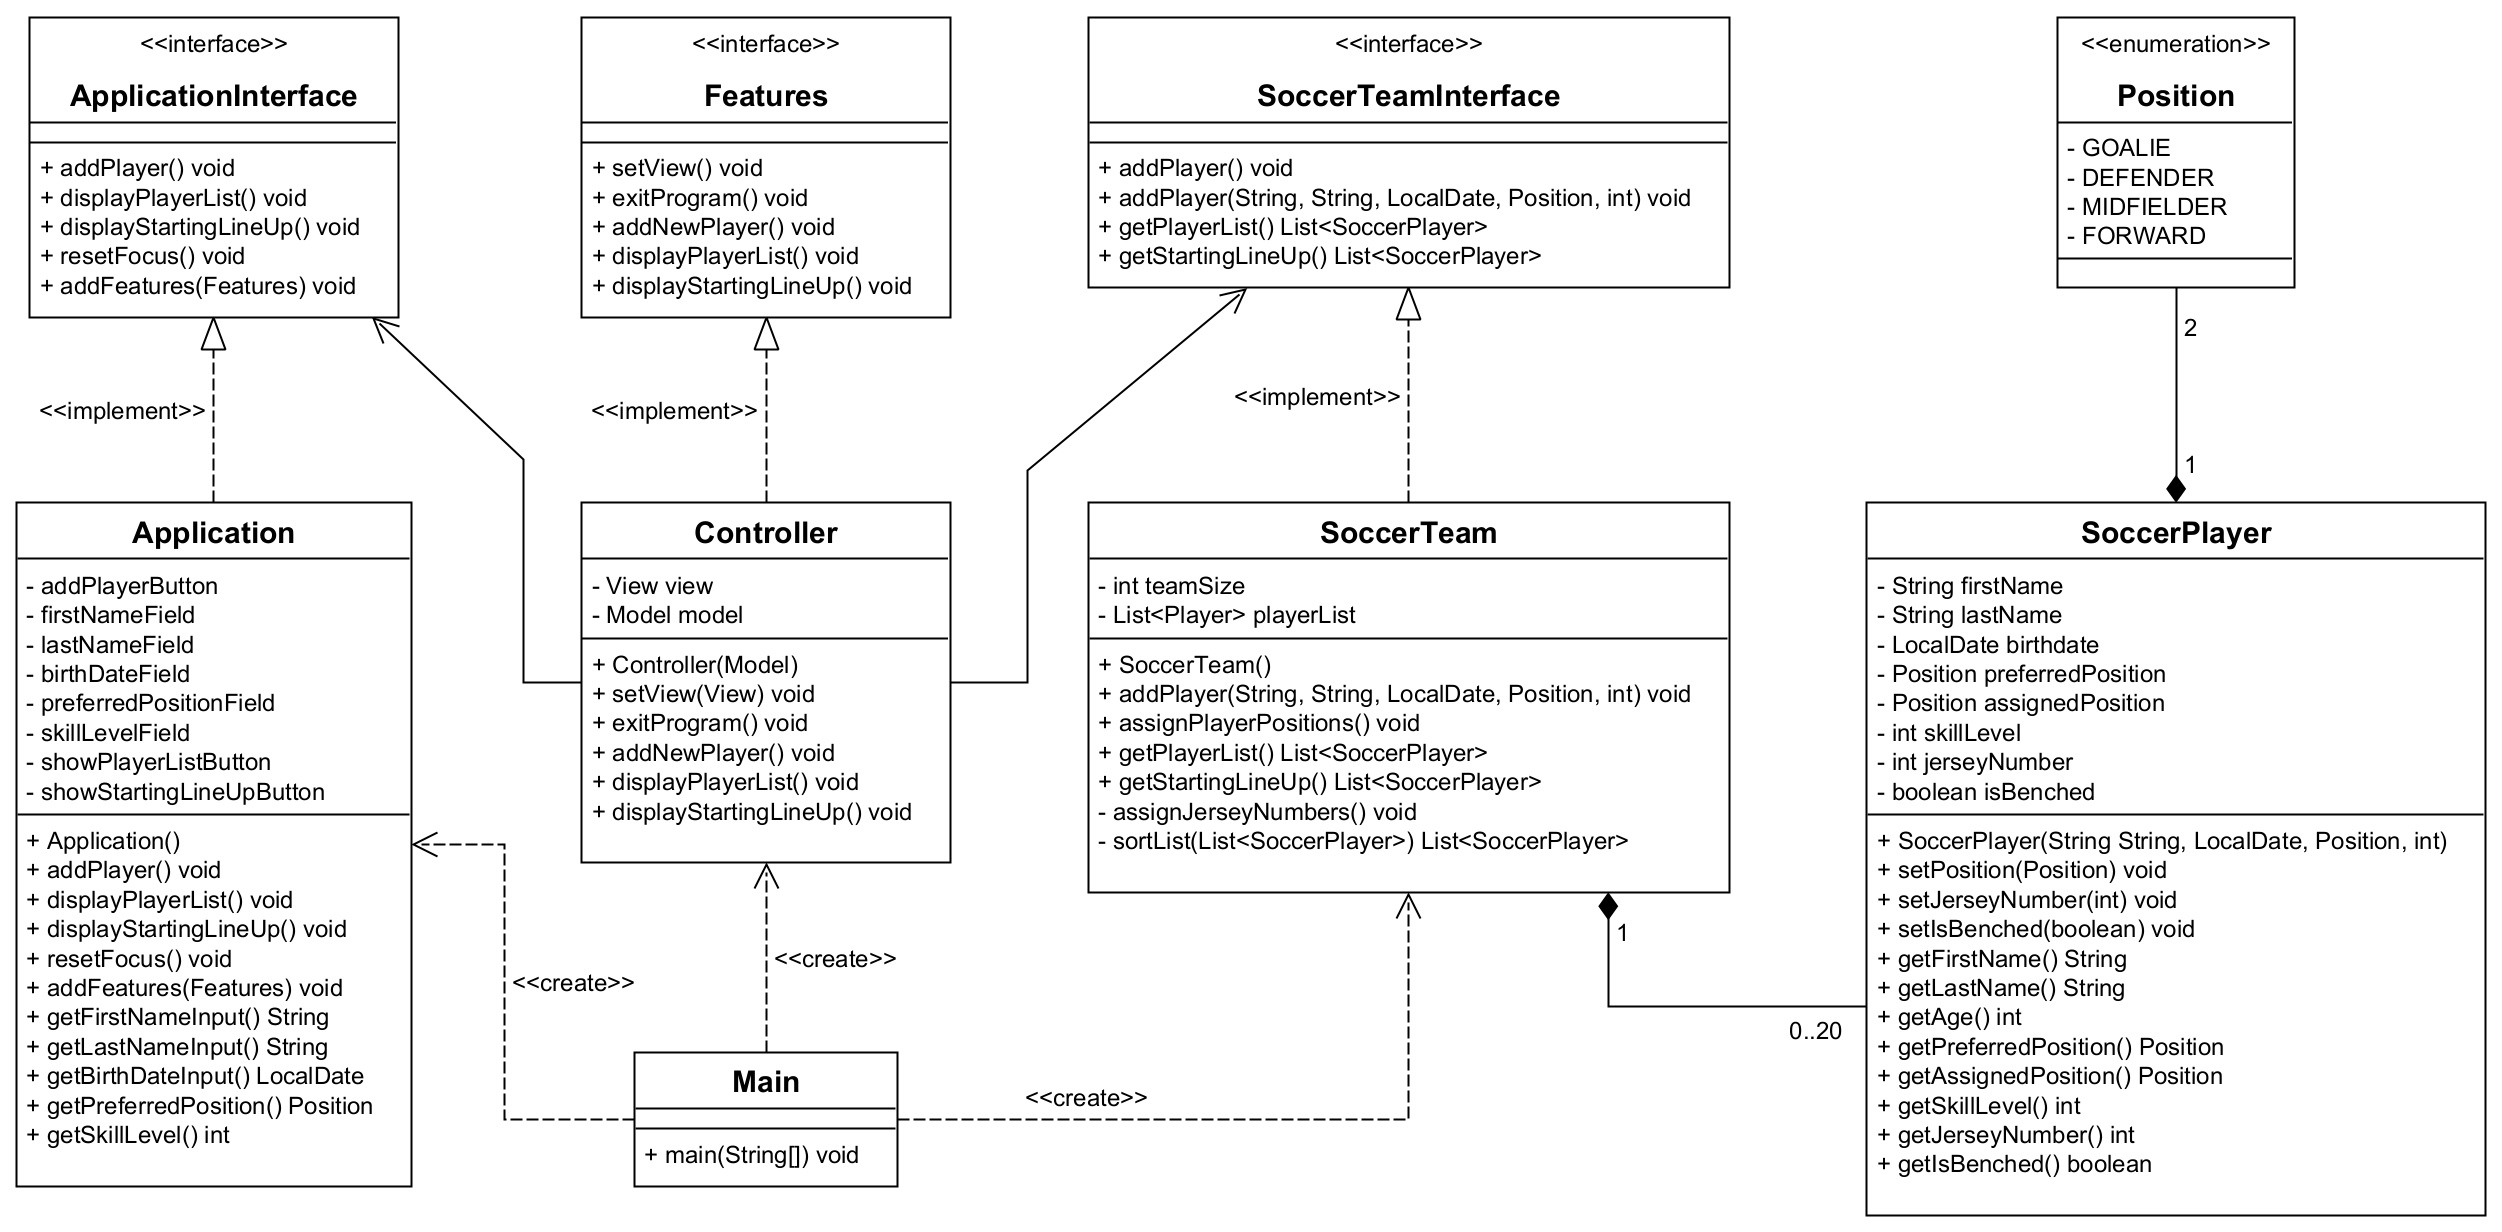 <<interface>>
ApplicationInterface
+ addPlayer() void
+ displayPlayerList() void
+ displayStartingLineUp() void
+ resetFocus() void
+ addFeatures(Features) void
<<interface>>
Features
+ setView() void
+ exitProgram() void
+ addNewPlayer() void
+ displayPlayerList() void
+ displayStartingLineUp() void
<<interface>>
SoccerTeamInterface
+ addPlayer() void
+ addPlayer(String, String, LocalDate, Position, int) void
+ getPlayerList() List<SoccerPlayer>
+ getStartingLineUp() List<SoccerPlayer>
<<enumeration>>
Position
- GOALIE
- DEFENDER
- MIDFIELDER
- FORWARD
<<implement>>
<<implement>>
<<implement>>
2
1
Application
- addPlayerButton
- firstNameField
- lastNameField
- birthDateField
- preferredPositionField
- skillLevelField
- showPlayerListButton
- showStartingLineUpButton
+ Application()
+ addPlayer() void
+ displayPlayerList() void
+ displayStartingLineUp() void
+ resetFocus() void
+ addFeatures(Features) void
+ getFirstNameInput() String
+ getLastNameInput() String
+ getBirthDateInput() LocalDate
+ getPreferredPosition() Position
+ getSkillLevel() int
Controller
- View view
- Model model
+ Controller(Model)
+ setView(View) void
+ exitProgram() void
+ addNewPlayer() void
+ displayPlayerList() void
+ displayStartingLineUp() void
SoccerTeam
- int teamSize
- List<Player> playerList
+ SoccerTeam()
+ addPlayer(String, String, LocalDate, Position, int) void
+ assignPlayerPositions() void
+ getPlayerList() List<SoccerPlayer>
+ getStartingLineUp() List<SoccerPlayer>
- assignJerseyNumbers() void
- sortList(List<SoccerPlayer>) List<SoccerPlayer>
SoccerPlayer
- String firstName
- String lastName
- LocalDate birthdate
- Position preferredPosition
- Position assignedPosition
- int skillLevel
- int jerseyNumber
- boolean isBenched
+ SoccerPlayer(String String, LocalDate, Position, int)
+ setPosition(Position) void
+ setJerseyNumber(int) void
+ setIsBenched(boolean) void
+ getFirstName() String
+ getLastName() String
+ getAge() int
+ getPreferredPosition() Position
+ getAssignedPosition() Position
+ getSkillLevel() int
+ getJerseyNumber() int
+ getIsBenched() boolean
<<create>>
<<create>>
<<create>>
1
0..20
Main
+ main(String[]) void